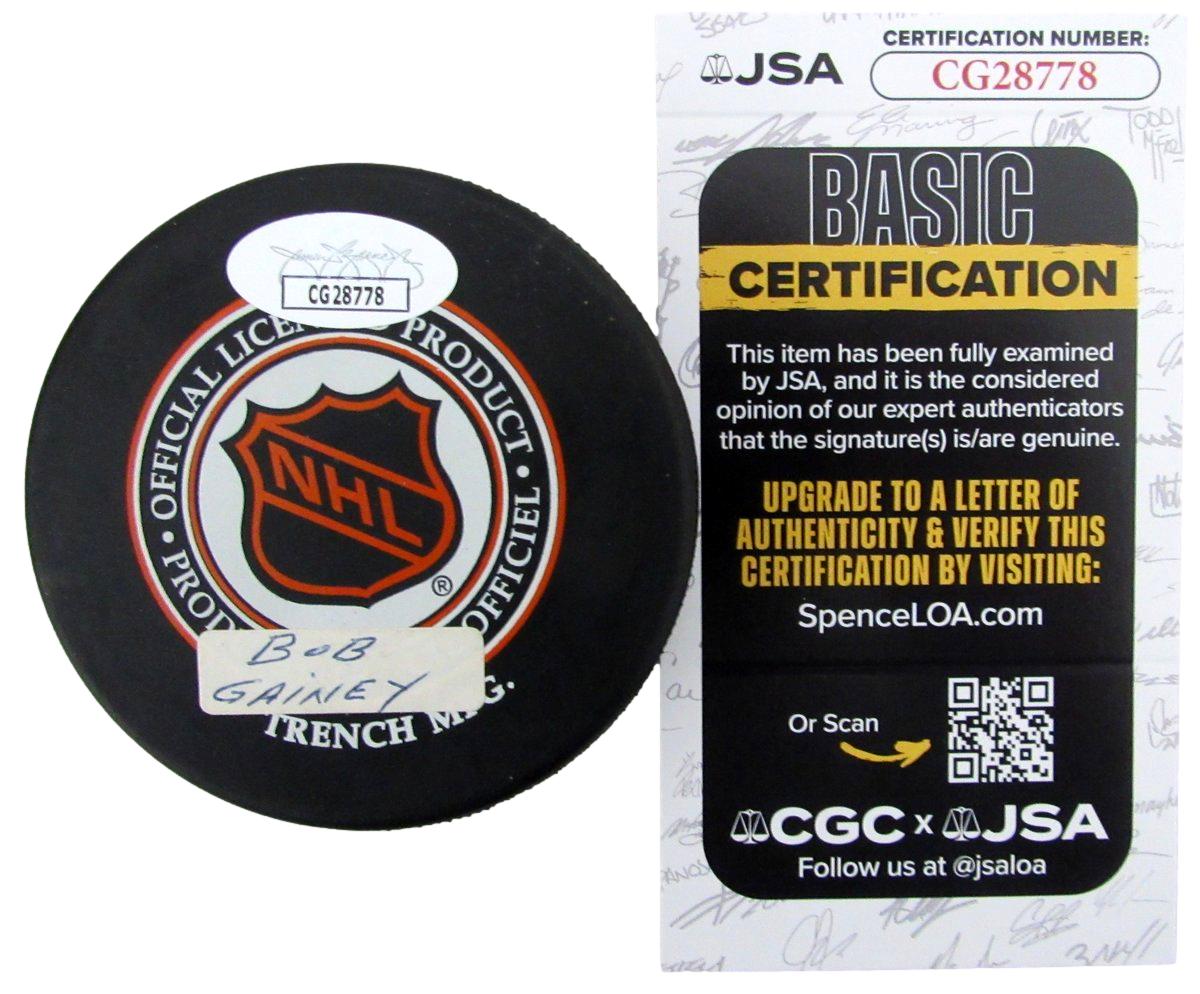 CG28778
OFFICIAL LICE PRODUCT •
NHL
®
• PROD OFFICIEL
BOB
GAINEY
TRENCH M G.
JSA
CERTIFICATION NUMBER:
CG28778
BASIC
CERTIFICATION
This item has been fully examined
by JSA, and it is the considered
opinion of our expert authenticators
that the signature(s) is/are genuine.
UPGRADE TO A LETTER OF
AUTHENTICITY & VERIFY THIS
CERTIFICATION BY VISITING:
SpenceLOA.com
Or Scan
CGC x JSA
Follow us at @jsaloa